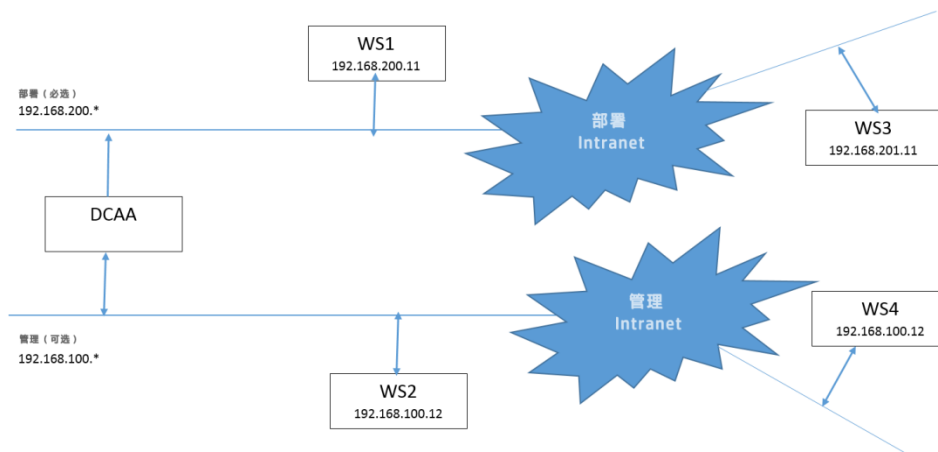 WS1
192.168.200.11
部署（必选）
192.168.200.*
部署
Intranet
WS3
192.168.201.11
DCAA
管理
Intranet
WS4
192.168.100.12
管理（可选）
192.168.100.*
WS2
192.168.100.12